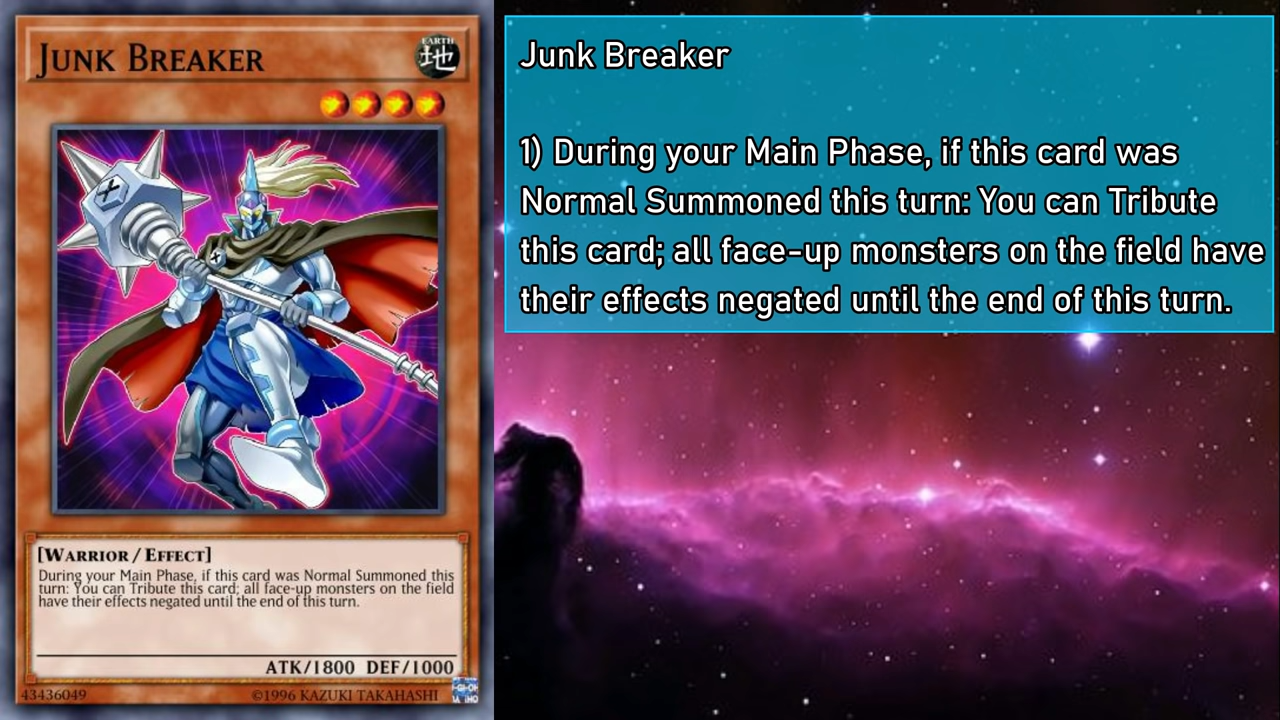 JUNK BREAKER
EARTH
地
[WARRIOR / EFFECT]
During your Main Phase, if this card was Normal Summoned this
turn: You can Tribute this card; all face-up monsters on the field
have their effects negated until the end of this turn.
ATK/1800 DEF/1000
43436049
©1996 KAZUKI TAKAHASHI
Junk Breaker
1) During your Main Phase, if this card was
Normal Summoned this turn: You can Tribute
this card; all face-up monsters on the field have
their effects negated until the end of this turn.